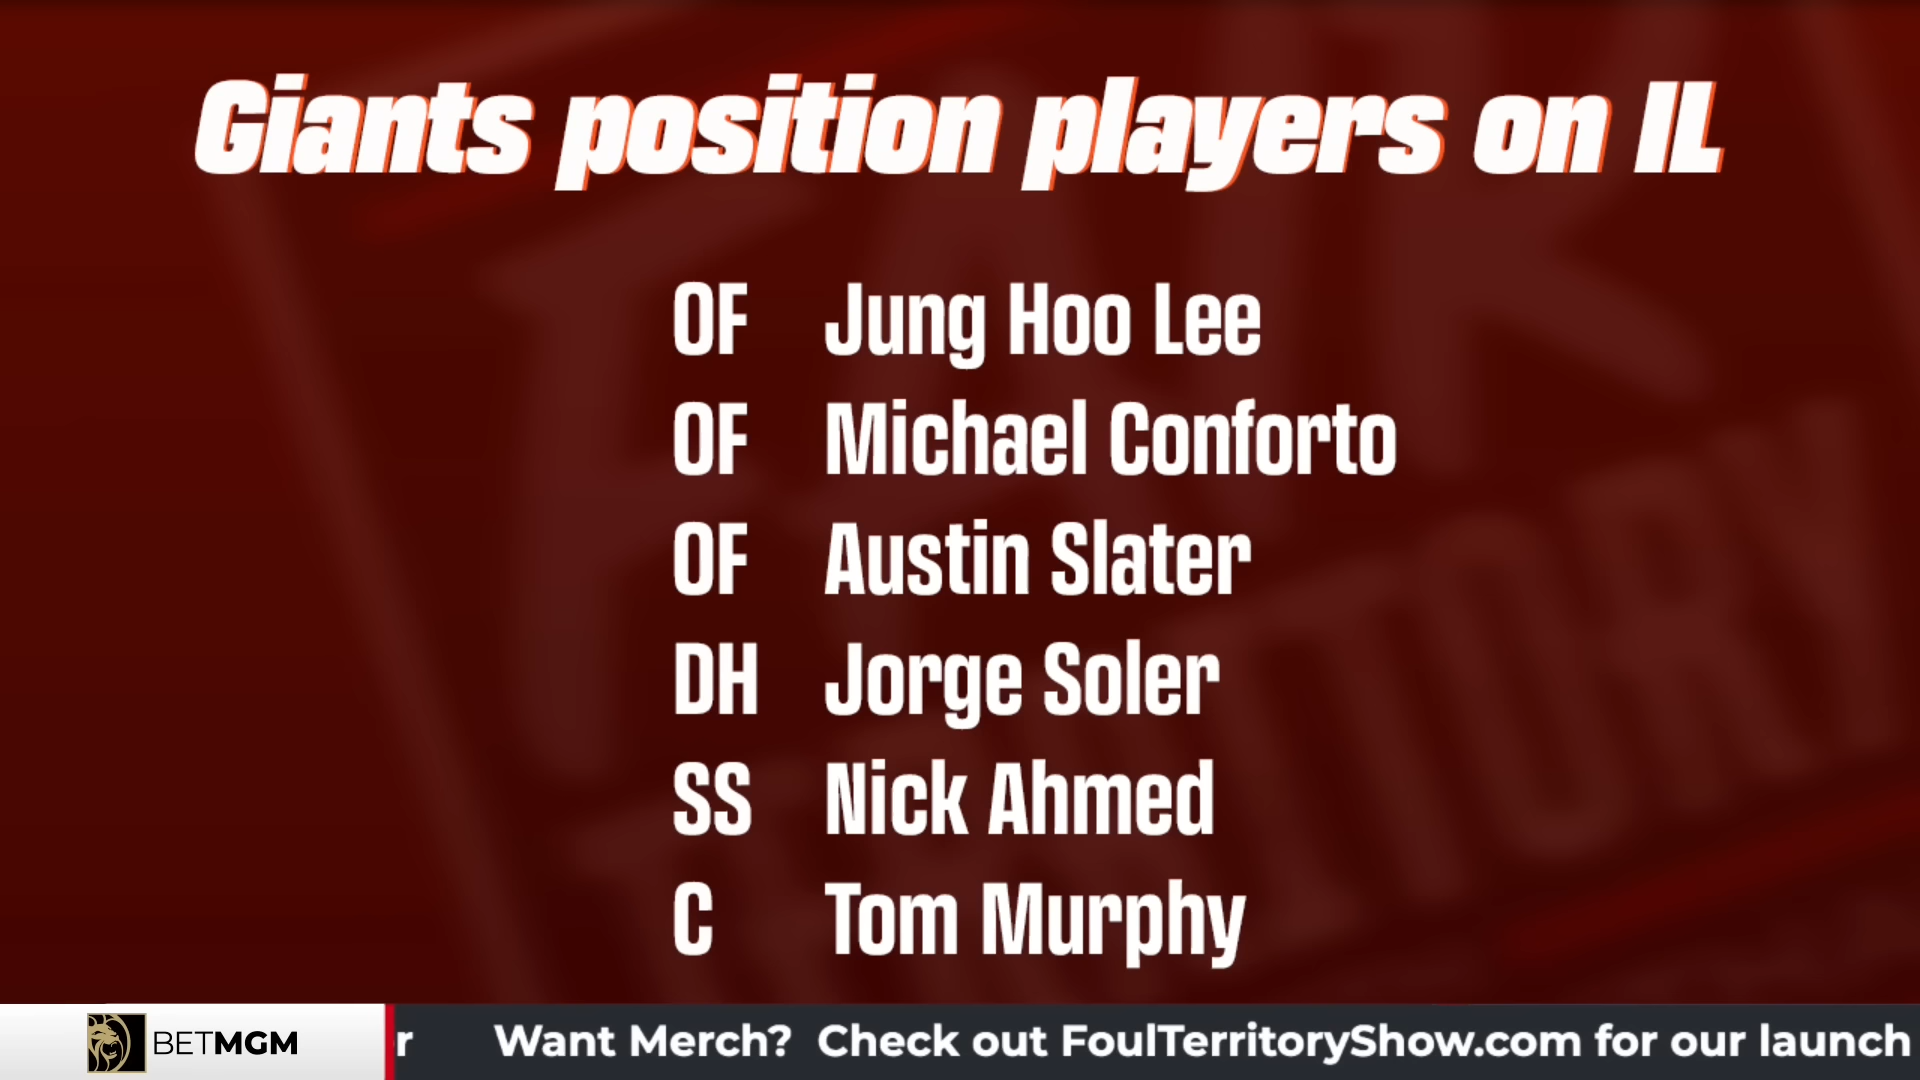 Giants position players on IL
OF Jung Hoo Lee
OF Michael Conforto
OF Austin Slater
DH Jorge Soler
SS Nick Ahmed
C Tom Murphy
BETMGM
r Want Merch? Check out FoulTerritoryShow.com for our launch